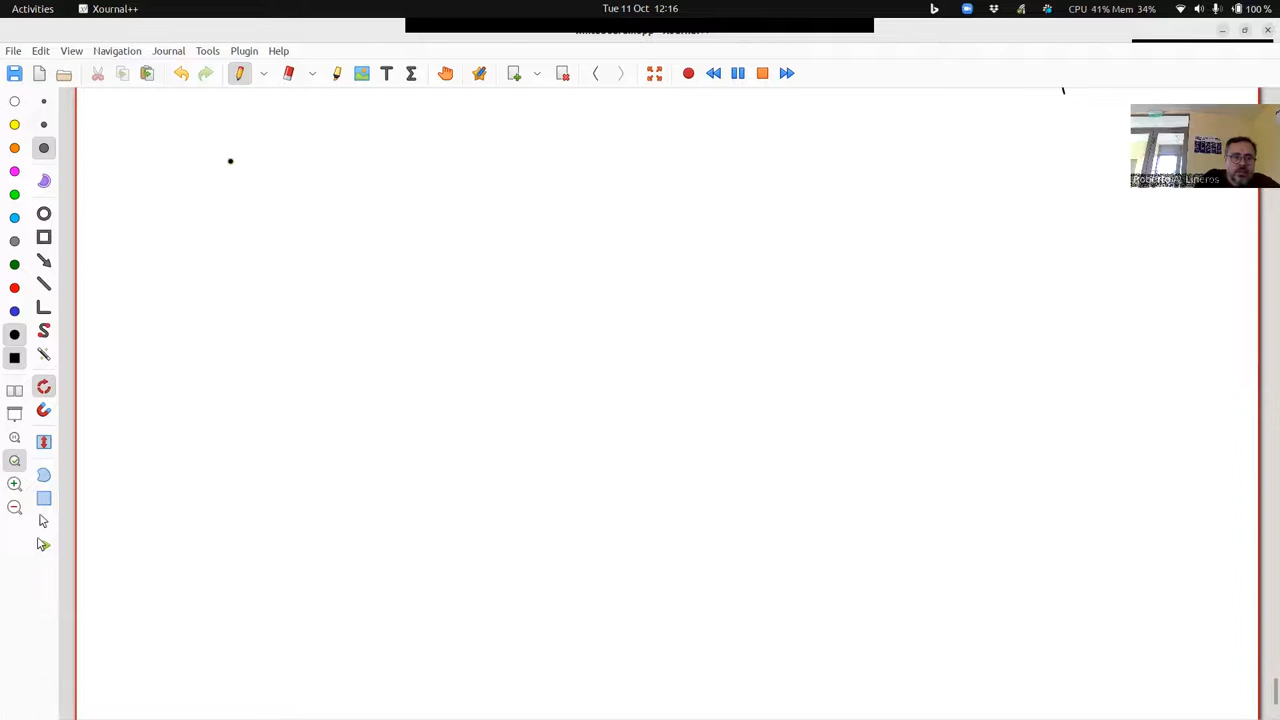 Activities Xournal++ Tue 11 Oct 12:16 CPU 41% Mem 34% 100 %
File Edit View Navigation Journal Tools Plugin Help